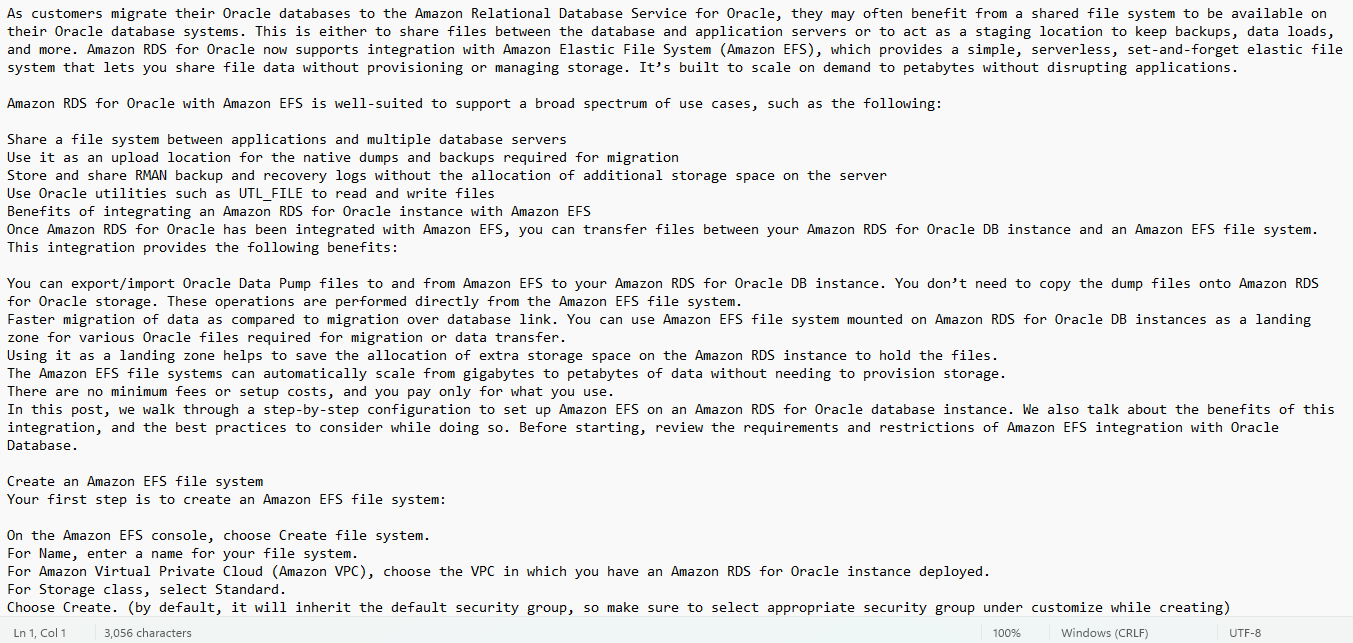 As customers migrate their Oracle databases to the Amazon Relational Database Service for Oracle, they may often benefit from a shared file system to be available on
their Oracle database systems. This is either to share files between the database and application servers or to act as a staging location to keep backups, data loads,
and more. Amazon RDS for Oracle now supports integration with Amazon Elastic File System (Amazon EFS), which provides a simple, serverless, set-and-forget elastic file
system that lets you share file data without provisioning or managing storage. It’s built to scale on demand to petabytes without disrupting applications.
Amazon RDS for Oracle with Amazon EFS is well-suited to support a broad spectrum of use cases, such as the following:
Share a file system between applications and multiple database servers
Use it as an upload location for the native dumps and backups required for migration
Store and share RMAN backup and recovery logs without the allocation of additional storage space on the server
Use Oracle utilities such as UTL_FILE to read and write files
Benefits of integrating an Amazon RDS for Oracle instance with Amazon EFS
Once Amazon RDS for Oracle has been integrated with Amazon EFS, you can transfer files between your Amazon RDS for Oracle DB instance and an Amazon EFS file system.
This integration provides the following benefits:
You can export/import Oracle Data Pump files to and from Amazon EFS to your Amazon RDS for Oracle DB instance. You don’t need to copy the dump files onto Amazon RDS
for Oracle storage. These operations are performed directly from the Amazon EFS file system.
Faster migration of data as compared to migration over database link. You can use Amazon EFS file system mounted on Amazon RDS for Oracle DB instances as a landing
zone for various Oracle files required for migration or data transfer.
Using it as a landing zone helps to save the allocation of extra storage space on the Amazon RDS instance to hold the files.
The Amazon EFS file systems can automatically scale from gigabytes to petabytes of data without needing to provision storage.
There are no minimum fees or setup costs, and you pay only for what you use.
In this post, we walk through a step-by-step configuration to set up Amazon EFS on an Amazon RDS for Oracle database instance. We also talk about the benefits of this
integration, and the best practices to consider while doing so. Before starting, review the requirements and restrictions of Amazon EFS integration with Oracle
Database.
Create an Amazon EFS file system
Your first step is to create an Amazon EFS file system:
On the Amazon EFS console, choose Create file system.
For Name, enter a name for your file system.
For Amazon Virtual Private Cloud (Amazon VPC), choose the VPC in which you have an Amazon RDS for Oracle instance deployed.
For Storage class, select Standard.
Choose Create. (by default, it will inherit the default security group, so make sure to select appropriate security group under customize while creating)
Ln 1, Col 1 3,056 characters 100% Windows (CRLF) UTF-8